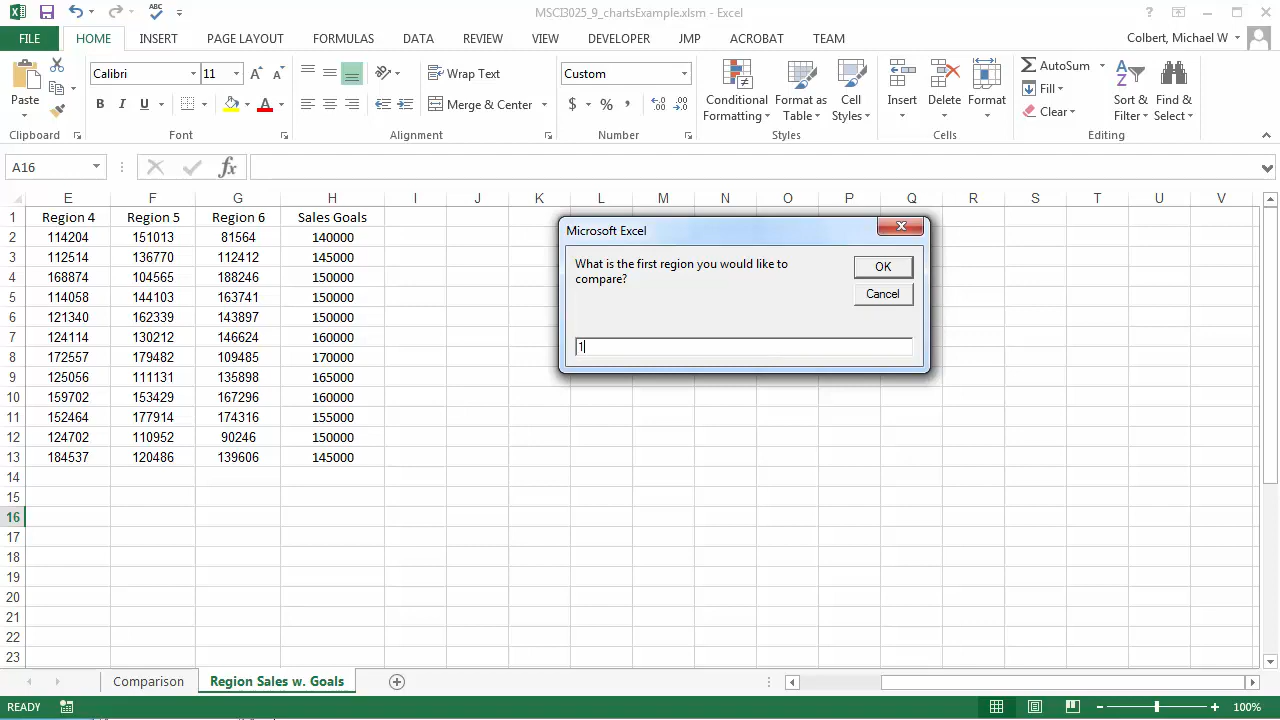 MSCI3025_9_chartsExample.xlsm - Excel
FILE HOME INSERT PAGE LAYOUT FORMULAS DATA REVIEW VIEW DEVELOPER JMP ACROBAT TEAM Colbert, Michael W
Paste
Calibri 11
B I U A
Wrap Text
Merge & Center
Custom
$ % ,
Conditional Formatting
Format as Table
Cell Styles
Insert
Delete
Format
AutoSum
Fill
Clear
Sort & Filter
Find & Select
Clipboard Font Alignment Number Styles Cells Editing
A16 fx
E F G H I J K L M N O P Q R S T U V
1 Region 4 Region 5 Region 6 Sales Goals
2 114204 151013 81564 140000
3 112514 136770 112412 145000
4 168874 104565 188246 150000
5 114058 144103 163741 150000
6 121340 162339 143897 150000
7 124114 130212 146624 160000
8 172557 179482 109485 170000
9 125056 111131 135898 165000
10 159702 153429 167296 160000
11 152464 177914 174316 155000
12 124702 110952 90246 150000
13 184537 120486 139606 145000
14
15
16
17
18
19
20
21
22
23
Microsoft Excel
What is the first region you would like to
compare?
OK
Cancel
1
Comparison Region Sales w. Goals
READY 100%